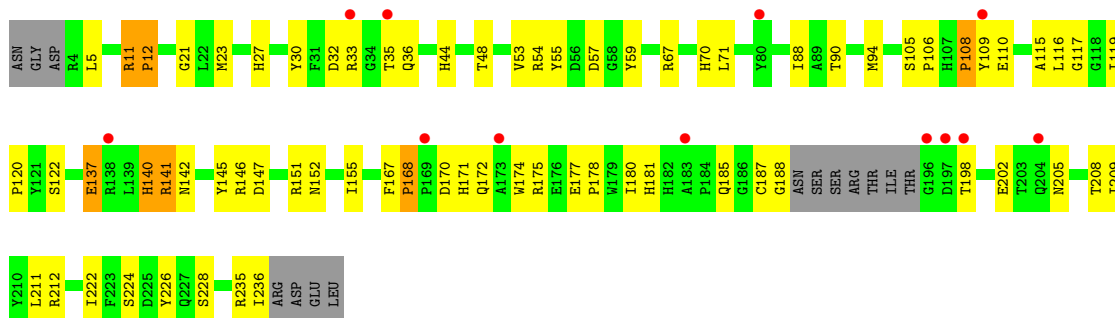 ASN GLY ASP R4 L5 R11 P12 G21 L22 M23 H27 Y30 F31 D32 R33 G34 T35 Q36 H44 T48 V53 R54 Y55 D56 D57 G58 Y59 R67 H70 L71 Y80 I88 A89 T90 M94 S105 P106 H107 P108 Y109 E110 A115 L116 G117 G118 I119
P120 Y121 S122 E137 R138 L139 H140 R141 N142 Y145 R146 D147 R151 N152 I155 F167 P168 P169 D170 H171 Q172 A173 W174 R175 E176 E177 P178 W179 I180 H181 H182 A183 P184 Q185 G186 C187 G188 ASN SER SER ARG THR ILE THR G196 D197 T198 E202 T203 Q204 N205 T208 I209
Y210 L211 R212 I222 F223 S224 D225 Y226 Q227 S228 R235 I236 ARG ASP GLU LEU